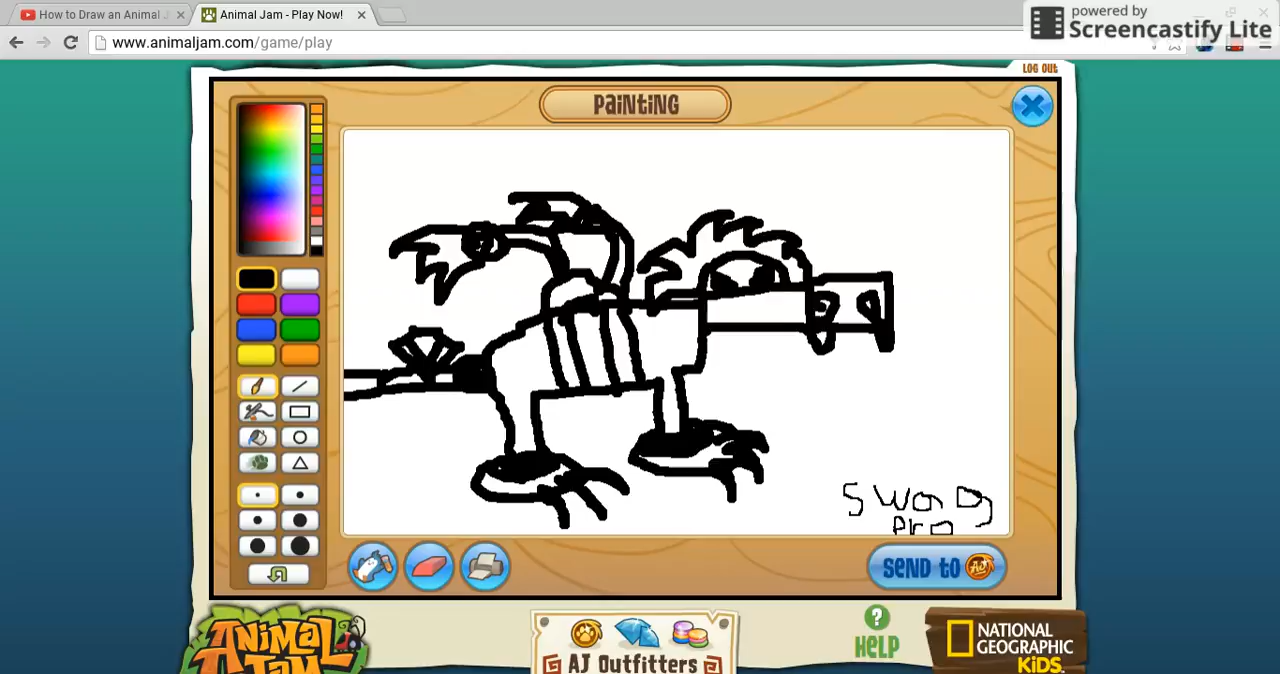 How to Draw an Animal J
Animal Jam - Play Now!
powered by
Screencastify Lite
www.animaljam.com/game/play
LOG OUT
PAINTING
SEND TO AJ
ANIMAL
JAM
AJ Outfitters
HELP
NATIONAL
GEOGRAPHIC
KiDS